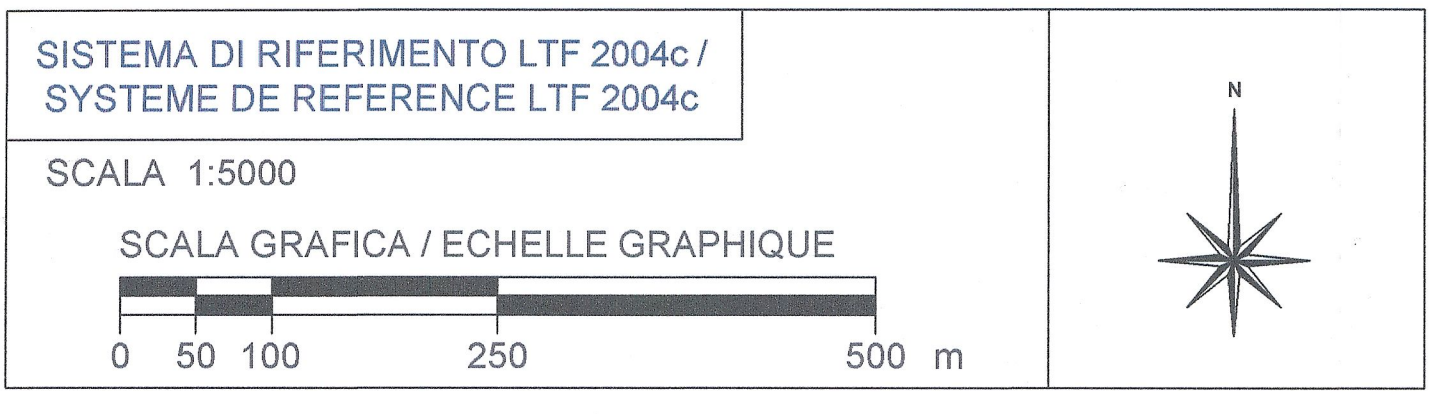 SISTEMA DI RIFERIMENTO LTF 2004c /
SYSTEME DE REFERENCE LTF 2004c
SCALA 1:5000
SCALA GRAFICA / ECHELLE GRAPHIQUE
0 50 100 250 500 m
N